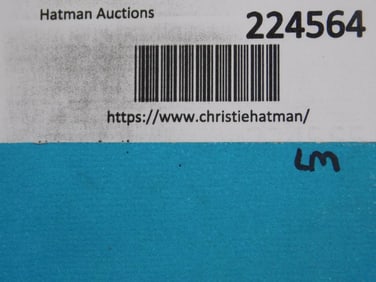 Hatman Auctions
224564
https://www.christiehatman/
LM